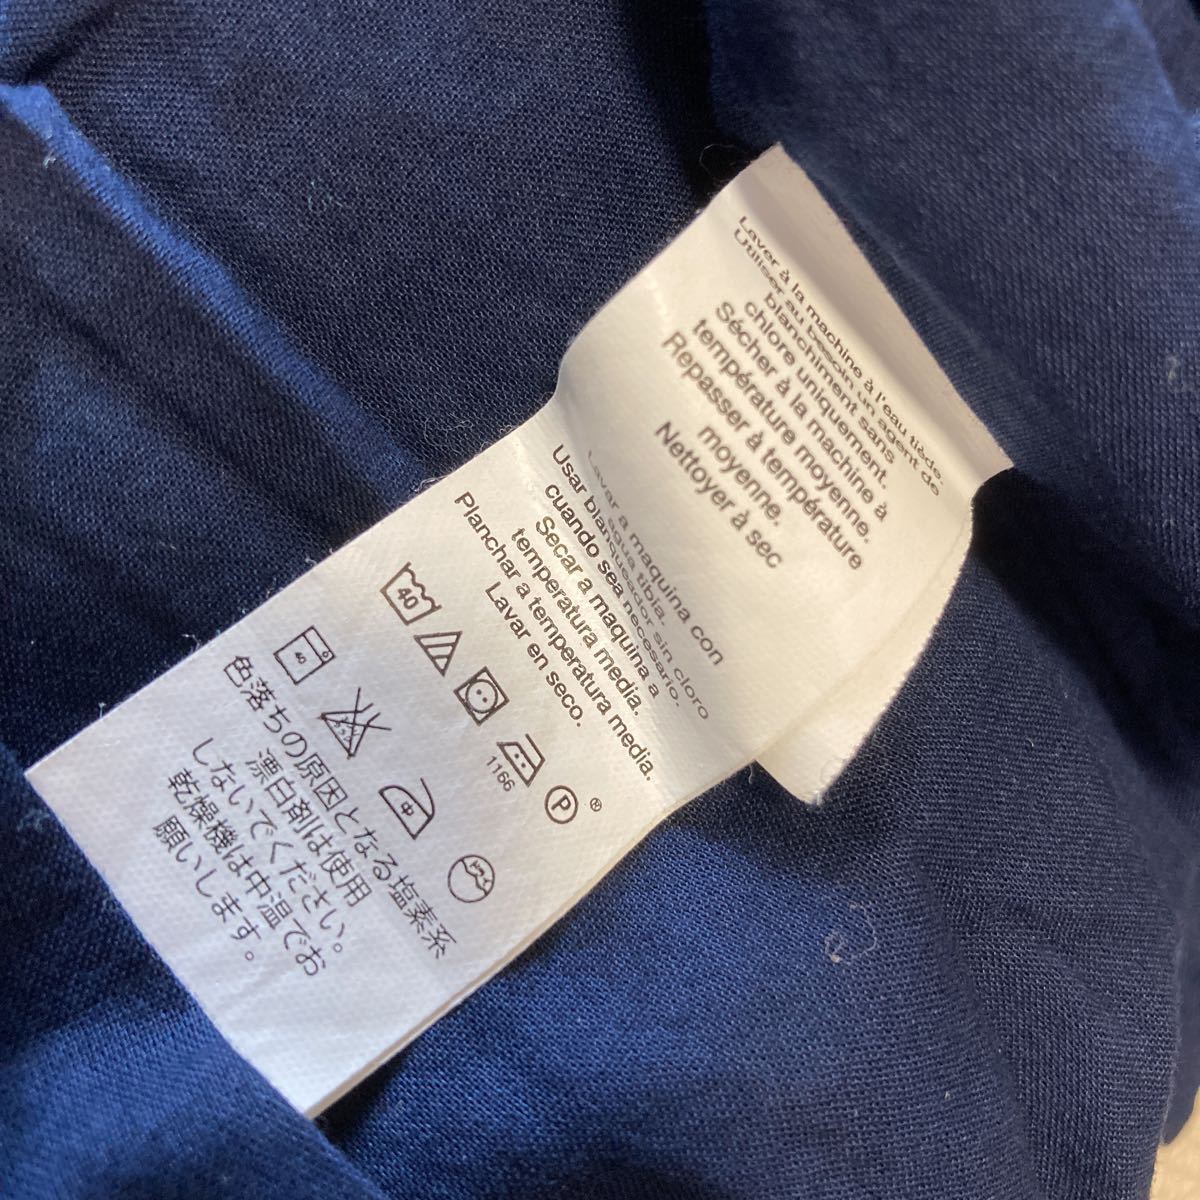 Laver à la machine à l'eau tiède.
Utiliser au besoin un agent de
blanchiment sans
chlore uniquement.
Sécher à la machine à
température moyenne.
Repasser à température
moyenne.
Nettoyer à sec
Lavar a maquina con
agua tibia.
Usar blanqueador sin cloro
cuando sea necesario.
Secar a maquina a
temperatura media.
Planchar a temperatura media.
Lavar en seco.
40
1166
P
®
40
中
色落ちの原因となる塩素系
漂白剤は使用
しないでください。
乾燥機は中温でお
願いします。